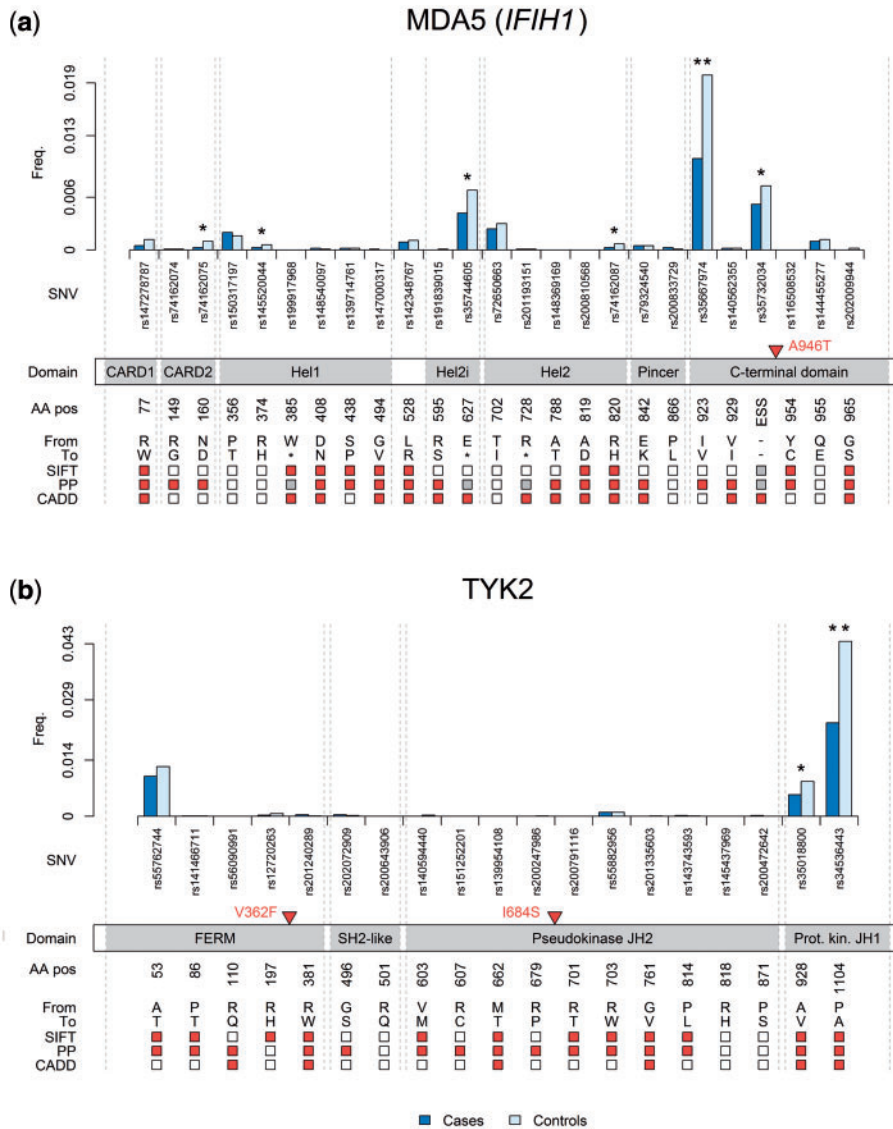 (a)
MDA5 (IFIH1)
0.019
0.013
0.006
0
Freq.
* * * * ** *
SNV
rs147278787 rs74162074 rs74162075 rs150317197 rs145520044 rs199917968 rs148540097 rs139714761 rs147000317 rs142348767 rs191839015 rs35744605 rs72650663 rs201193151 rs148369169 rs200810568 rs74162087 rs79324540 rs200833729 rs35667974 rs140562355 rs35732034 rs116508532 rs144455277 rs202009944
A946T
Domain CARD1 CARD2 Hel1 Hel2i Hel2 Pincer C-terminal domain
AA pos 77 149 160 356 374 385 408 438 494 528 595 627 702 728 788 819 820 842 866 923 929 ESS 954 955 965
From R R N P R W D S G L R E T R A A R E P I V - Y Q G
To W G D T H * N P V R S * I * T D H K L V I - C E S
SIFT
PP
CADD
(b)
TYK2
0.043
0.029
0.014
0
Freq.
* * *
SNV
rs55762744 rs141466711 rs56090991 rs12720263 rs201240289 rs202072909 rs200643906 rs140594440 rs151252201 rs139954108 rs200247986 rs200791116 rs55882956 rs201335603 rs143743593 rs145437969 rs200472642 rs35018800 rs34536443
V362F I684S
Domain FERM SH2-like Pseudokinase JH2 Prot. kin. JH1
AA pos 53 86 110 197 381 496 501 603 607 662 679 701 703 761 814 818 871 928 1104
From A P R R R G R V R M R R R G P R P A P
To T T Q H W S Q M C T P T W V L H S V A
SIFT
PP
CADD
Cases Controls